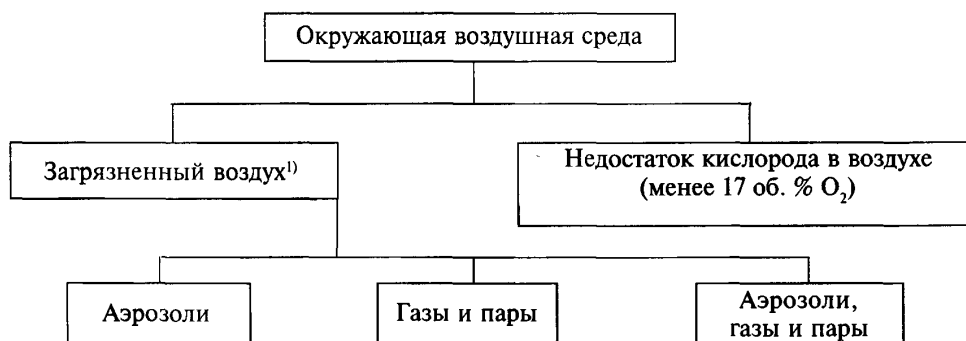 Окружающая воздушная среда
Загрязненный воздух¹⁾
Недостаток кислорода в воздухе
(менее 17 об. % O₂)
Аэрозоли
Газы и пары
Аэрозоли,
газы и пары